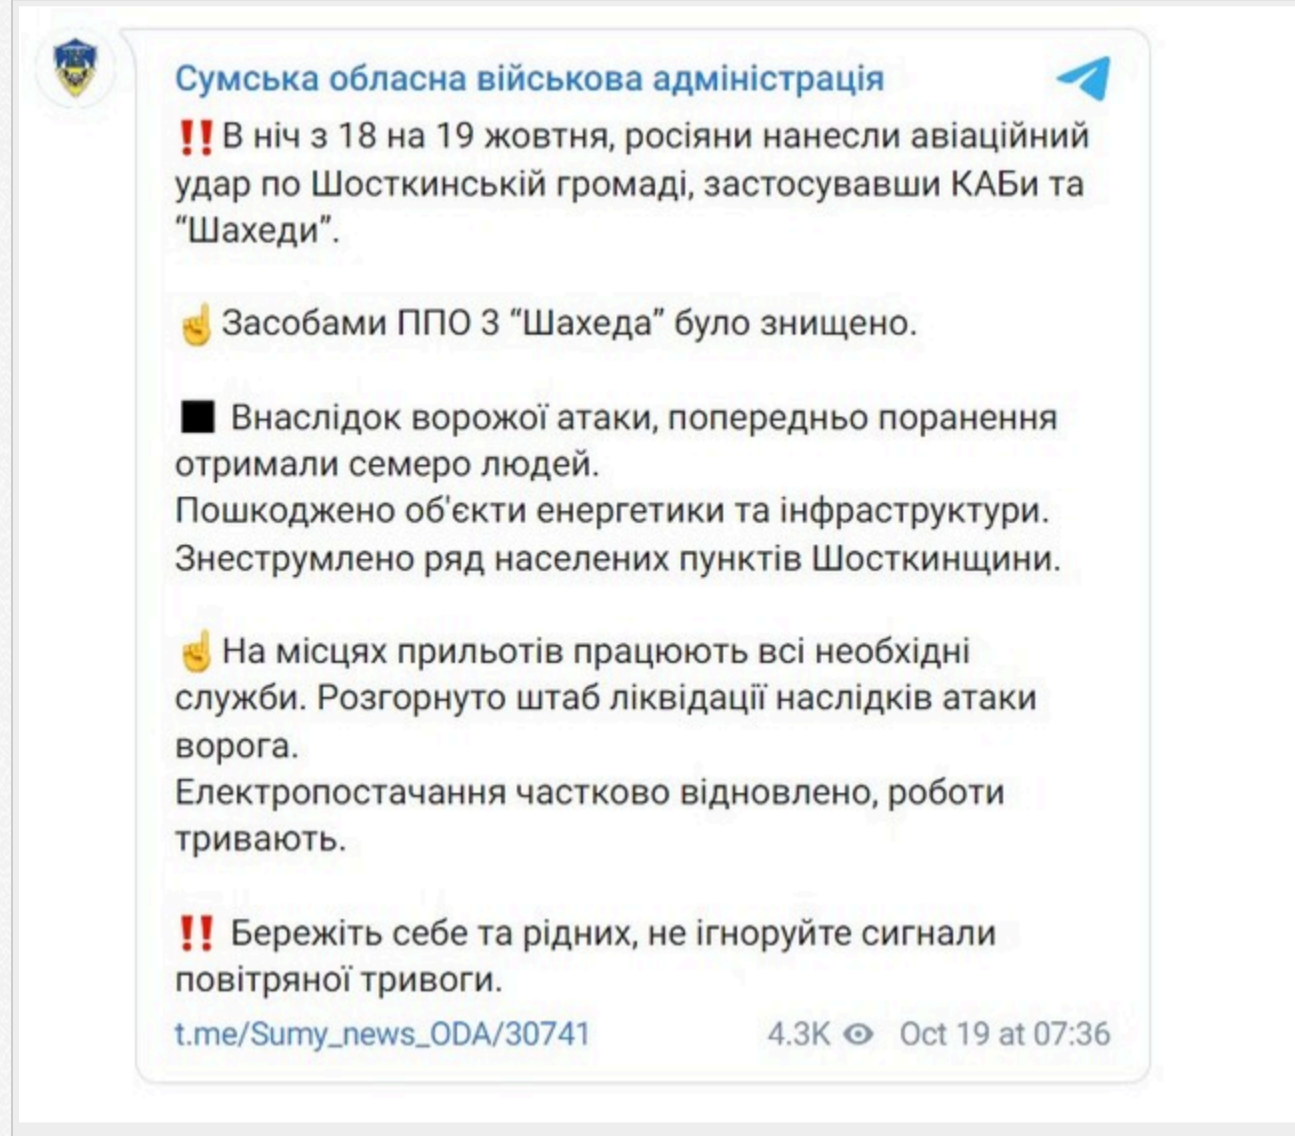 Сумська обласна військова адміністрація
‼️В ніч з 18 на 19 жовтня, росіяни нанесли авіаційний
удар по Шосткинській громаді, застосувавши КАБи та
“Шахеди”.
☝️Засобами ППО 3 “Шахеда” було знищено.
⬛ Внаслідок ворожої атаки, попередньо поранення
отримали семеро людей.
Пошкоджено об'єкти енергетики та інфраструктури.
Знеструмлено ряд населених пунктів Шосткинщини.
☝️На місцях прильотів працюють всі необхідні
служби. Розгорнуто штаб ліквідації наслідків атаки
ворога.
Електропостачання частково відновлено, роботи
тривають.
‼️ Бережіть себе та рідних, не ігноруйте сигнали
повітряної тривоги.
t.me/Sumy_news_ODA/30741 4.3K Oct 19 at 07:36